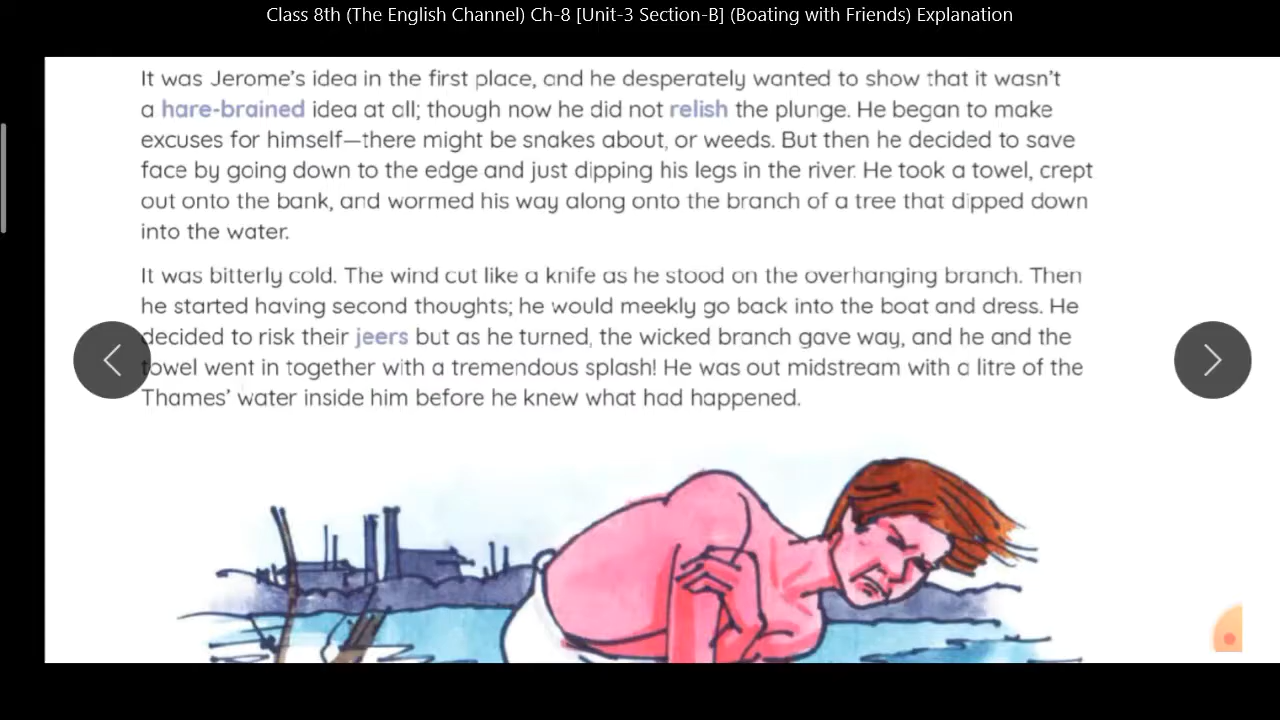 Class 8th (The English Channel) Ch-8 [Unit-3 Section-B] (Boating with Friends) Explanation
It was Jerome's idea in the first place, and he desperately wanted to show that it wasn't
a hare-brained idea at all; though now he did not relish the plunge. He began to make
excuses for himself—there might be snakes about, or weeds. But then he decided to save
face by going down to the edge and just dipping his legs in the river. He took a towel, crept
out onto the bank, and wormed his way along onto the branch of a tree that dipped down
into the water.
It was bitterly cold. The wind cut like a knife as he stood on the overhanging branch. Then
he started having second thoughts; he would meekly go back into the boat and dress. He
decided to risk their jeers but as he turned, the wicked branch gave way, and he and the
towel went in together with a tremendous splash! He was out midstream with a litre of the
Thames' water inside him before he knew what had happened.